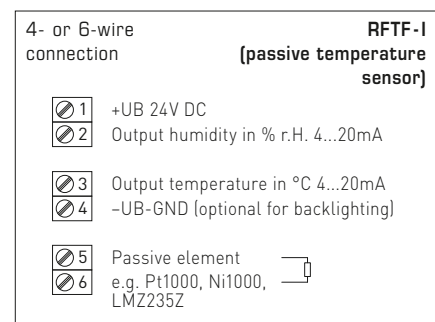 4- or 6-wire RFTF-I
connection (passive temperature
sensor)
1 +UB 24V DC
2 Output humidity in % r.H. 4...20mA
3 Output temperature in °C 4...20mA
4 –UB-GND (optional for backlighting)
5 Passive element
6 e.g. Pt1000, Ni1000,
LMZ235Z